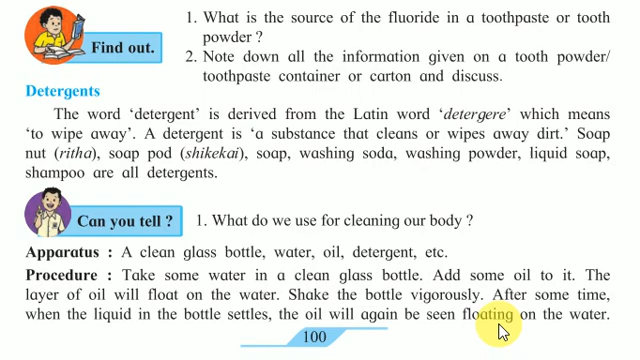 1. What is the source of the fluoride in a toothpaste or tooth
powder ?
Find out.
2. Note down all the information given on a tooth powder/
toothpaste container or carton and discuss.
Detergents
The word ‘detergent’ is derived from the Latin word ‘detergere’ which means
‘to wipe away’. A detergent is ‘a substance that cleans or wipes away dirt.’ Soap
nut (ritha), soap pod (shikekai), soap, washing soda, washing powder, liquid soap,
shampoo are all detergents.
Can you tell ?
1. What do we use for cleaning our body ?
Apparatus : A clean glass bottle, water, oil, detergent, etc.
Procedure : Take some water in a clean glass bottle. Add some oil to it. The
layer of oil will float on the water. Shake the bottle vigorously. After some time,
when the liquid in the bottle settles, the oil will again be seen floating on the water.
100